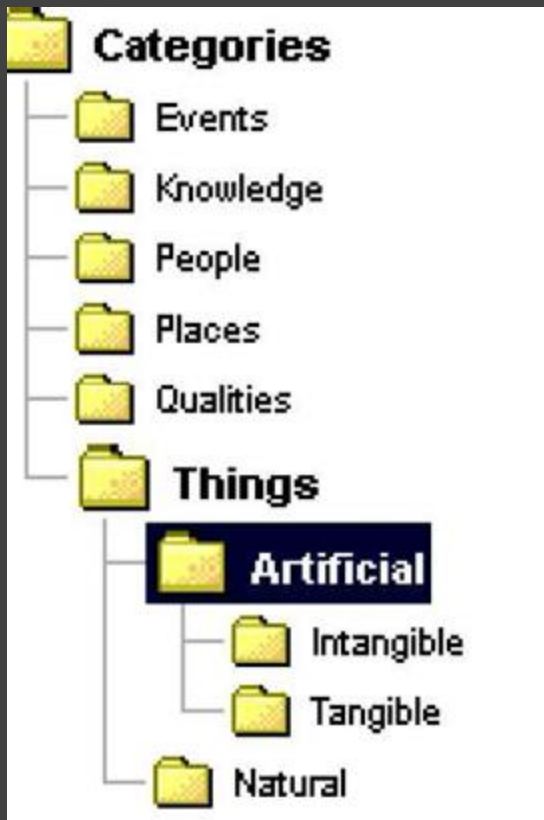 Categories
Events
Knowledge
People
Places
Qualities
Things
Artificial
Intangible
Tangible
Natural